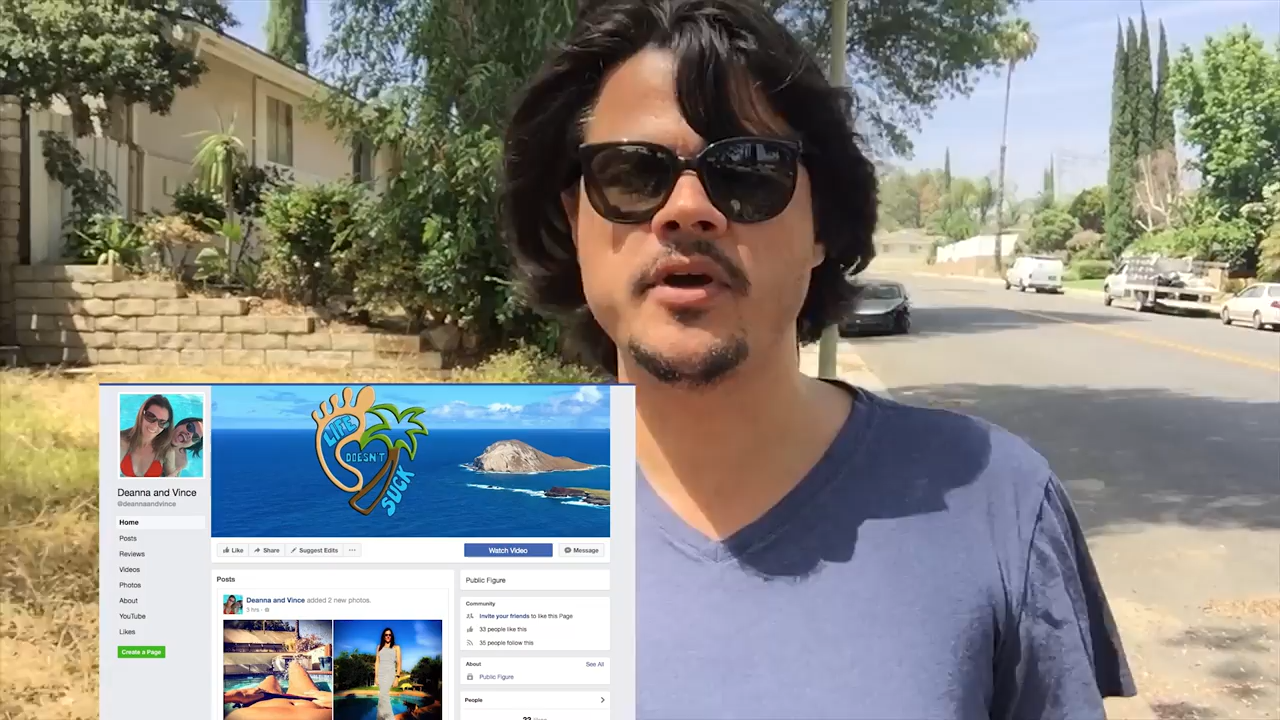 LIFE
DOESN'T
SUCK
Deanna and Vince
@deannaandvince
Home
Posts
Reviews
Videos
Photos
About
YouTube
Likes
Create a Page
Like
Share
Suggest Edits
Watch Video
Message
Posts
Deanna and Vince added 2 new photos.
3 hrs ·
Public Figure
Community
Invite your friends to like this Page
33 people like this
35 people follow this
About See All
Public Figure
People